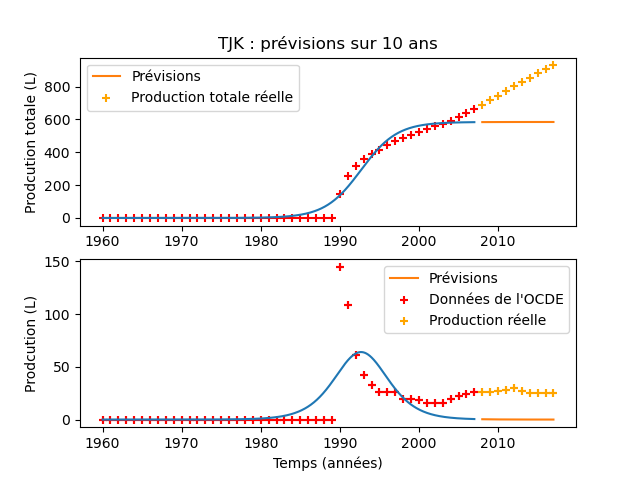 TJK : prévisions sur 10 ans
Prodcution totale (L)
800
600
400
200
0
Prévisions
Production totale réelle
1960 1970 1980 1990 2000 2010
Prodcution (L)
150
100
50
0
Prévisions
Données de l'OCDE
Production réelle
1960 1970 1980 1990 2000 2010
Temps (années)